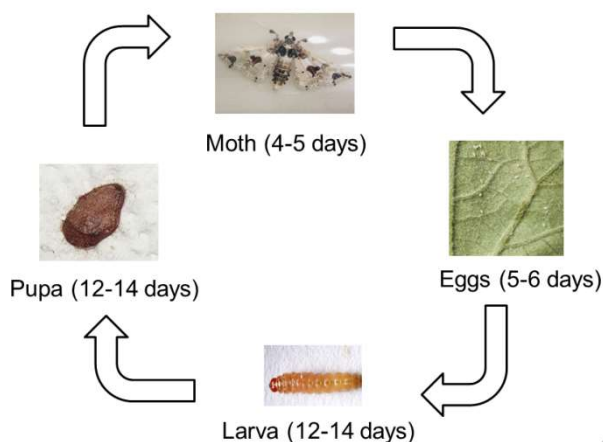 Moth (4-5 days)
Eggs (5-6 days)
Pupa (12-14 days)
Larva (12-14 days)